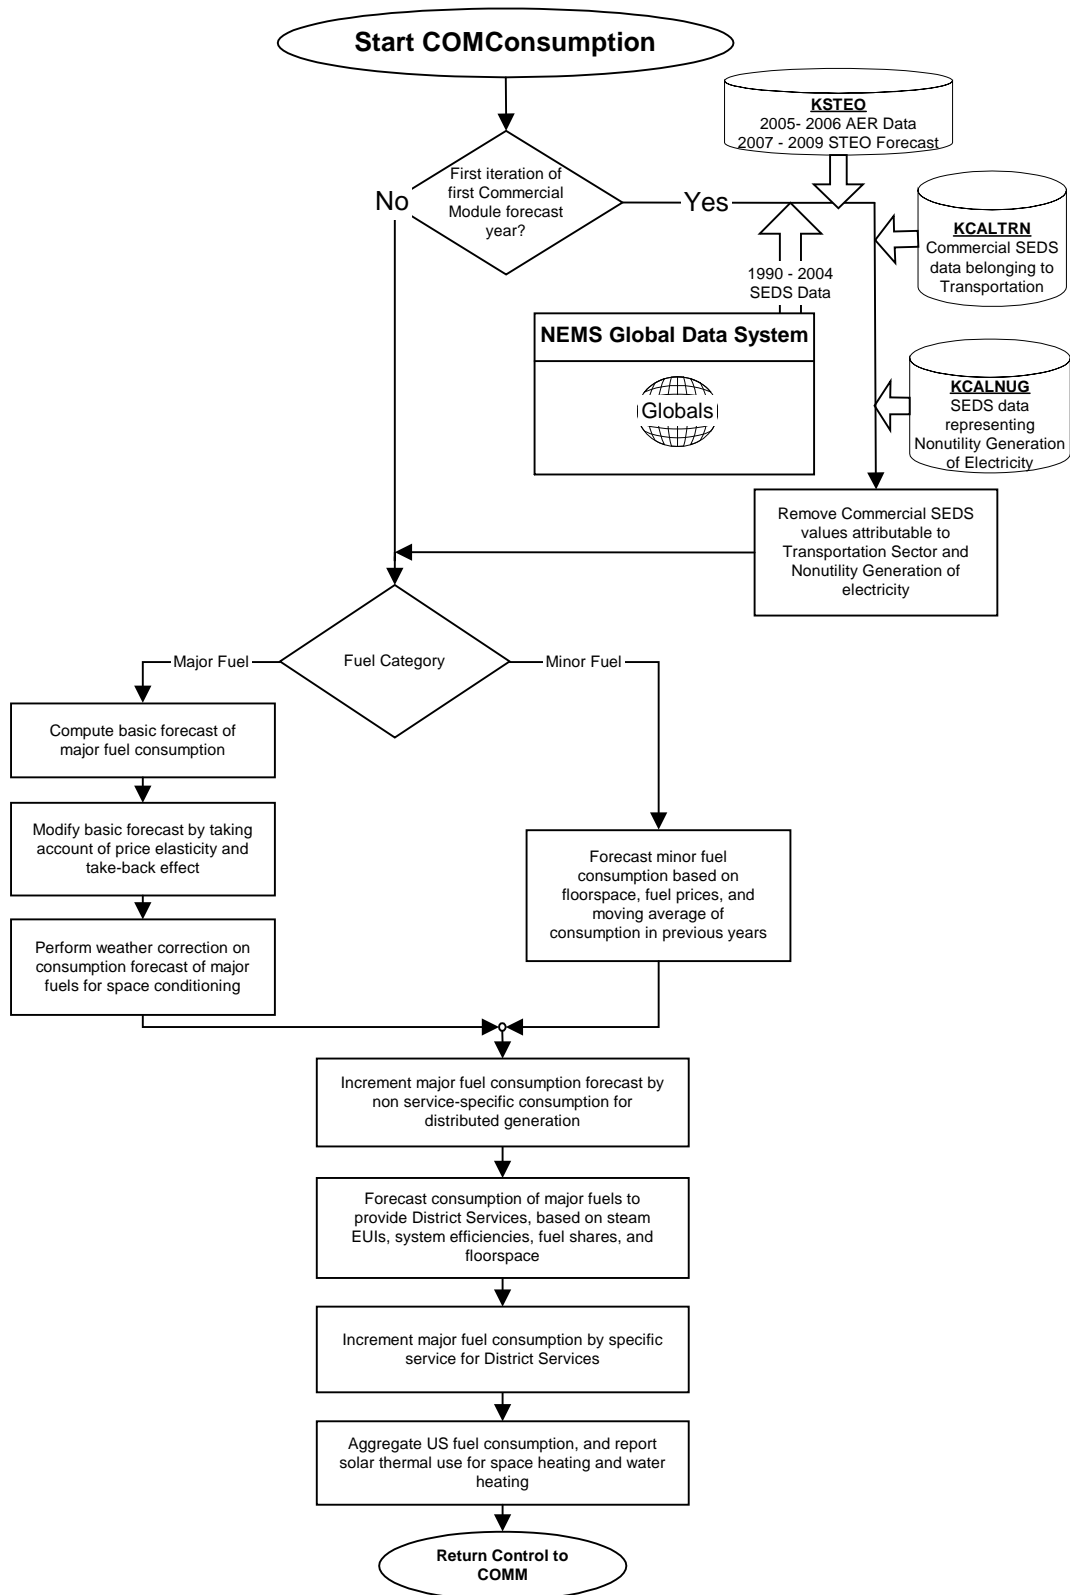 Start COMConsumption
KSTEO
2005- 2006 AER Data
2007 - 2009 STEO Forecast
First iteration of
first Commercial
Module forecast
year?
No
Yes
KCALTRN
Commercial SEDS
data belonging to
Transportation
1990 - 2004
SEDS Data
NEMS Global Data System
Globals
KCALNUG
SEDS data
representing
Nonutility Generation
of Electricity
Remove Commercial SEDS
values attributable to
Transportation Sector and
Nonutility Generation of
electricity
Fuel Category
Major Fuel
Minor Fuel
Compute basic forecast of
major fuel consumption
Modify basic forecast by taking
account of price elasticity and
take-back effect
Perform weather correction on
consumption forecast of major
fuels for space conditioning
Forecast minor fuel
consumption based on
floorspace, fuel prices, and
moving average of
consumption in previous years
Increment major fuel consumption forecast by
non service-specific consumption for
distributed generation
Forecast consumption of major fuels to
provide District Services, based on steam
EUIs, system efficiencies, fuel shares, and
floorspace
Increment major fuel consumption by specific
service for District Services
Aggregate US fuel consumption, and report
solar thermal use for space heating and water
heating
Return Control to
COMM